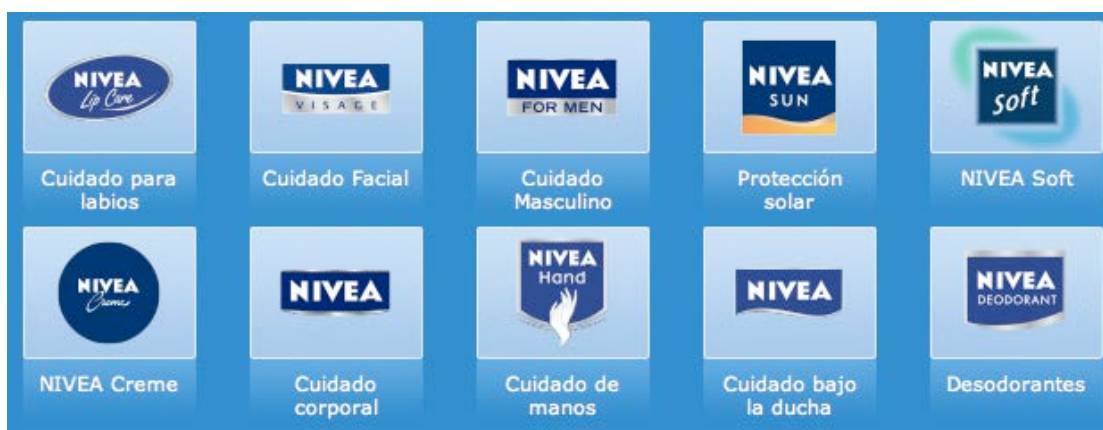 NIVEA
Lip Care
Cuidado para
labios
NIVEA
VISAGE
Cuidado Facial
NIVEA
FOR MEN
Cuidado
Masculino
NIVEA
SUN
Protección
solar
NIVEA
soft
NIVEA Soft
NIVEA
Creme
NIVEA Creme
NIVEA
Cuidado
corporal
NIVEA
Hand
Cuidado de
manos
NIVEA
Cuidado bajo
la ducha
NIVEA
DEODORANT
Desodorantes